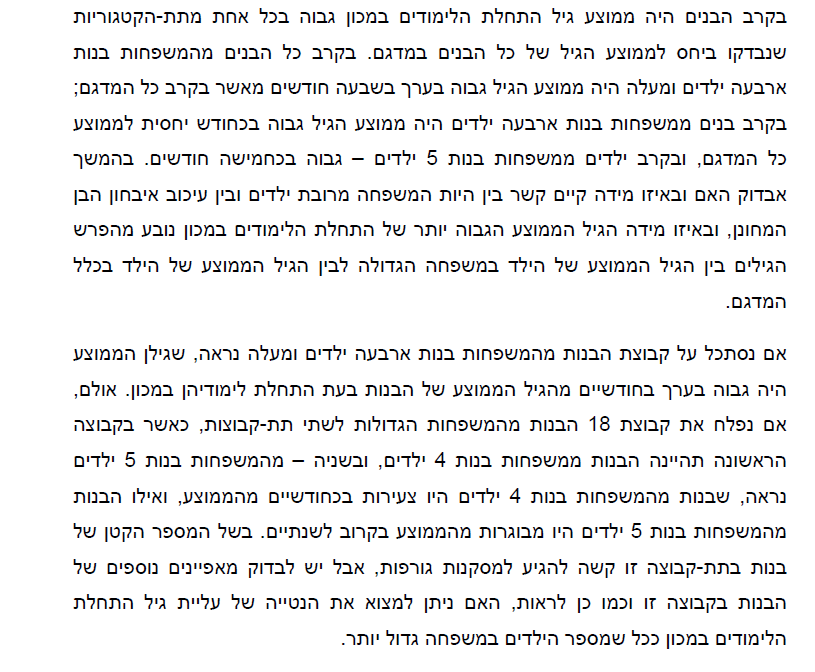 בקרב הבנים היה ממוצע גיל התחלת הלימודים במכון גבוה בכל אחת מתת-הקטגוריות
שנבדקו ביחס לממוצע הגיל של כל הבנים במדגם. בקרב כל הבנים מהמשפחות בנות
ארבעה ילדים ומעלה היה ממוצע הגיל גבוה בערך בשבעה חודשים מאשר בקרב כל המדגם;
בקרב בנים ממשפחות בנות ארבעה ילדים היה ממוצע הגיל גבוה בכחודש יחסית לממוצע
כל המדגם, ובקרב ילדים ממשפחות בנות 5 ילדים – גבוה בכחמישה חודשים. בהמשך
אבדוק האם ובאיזו מידה קיים קשר בין היות המשפחה מרובת ילדים ובין עיכוב איבחון הבן
המחונן, ובאיזו מידה הגיל הממוצע הגבוה יותר של התחלת הלימודים במכון נובע מהפרש
הגילים בין הגיל הממוצע של הילד במשפחה הגדולה לבין הגיל הממוצע של הילד בכלל
המדגם.
אם נסתכל על קבוצת הבנות מהמשפחות בנות ארבעה ילדים ומעלה נראה, שגילן הממוצע
היה גבוה בערך בחודשיים מהגיל הממוצע של הבנות בעת התחלת לימודיהן במכון. אולם,
אם נפלח את קבוצת 18 הבנות מהמשפחות הגדולות לשתי תת-קבוצות, כאשר בקבוצה
הראשונה תהיינה הבנות ממשפחות בנות 4 ילדים, ובשניה – מהמשפחות בנות 5 ילדים
נראה, שבנות מהמשפחות בנות 4 ילדים היו צעירות בכחודשיים מהממוצע, ואילו הבנות
מהמשפחות בנות 5 ילדים היו מבוגרות מהממוצע בקרוב לשנתיים. בשל המספר הקטן של
בנות בתת-קבוצה זו קשה להגיע למסקנות גורפות, אבל יש לבדוק מאפיינים נוספים של
הבנות בקבוצה זו וכמו כן לראות, האם ניתן למצוא את הנטייה של עליית גיל התחלת
הלימודים במכון ככל שמספר הילדים במשפחה גדול יותר.